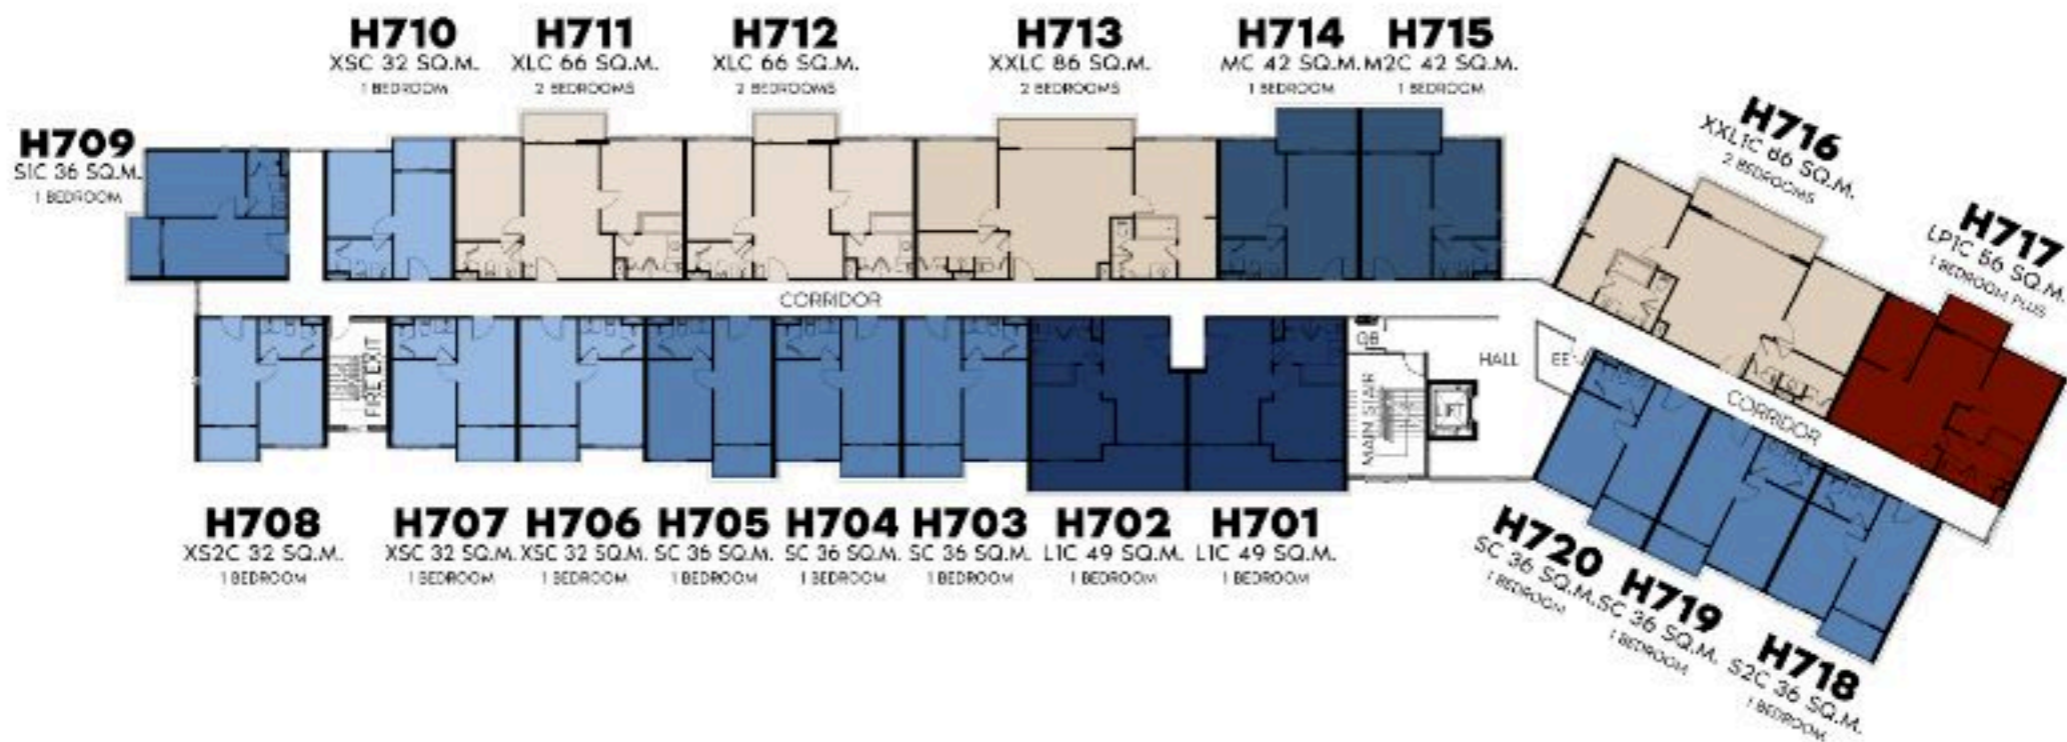 H709
S1C 36 SQ.M.
1 BEDROOM
H710
XSC 32 SQ.M.
1 BEDROOM
H711
XLC 66 SQ.M.
2 BEDROOMS
H712
XLC 66 SQ.M.
2 BEDROOMS
H713
XXLC 86 SQ.M.
2 BEDROOMS
H714
MC 42 SQ.M.
1 BEDROOM
H715
M2C 42 SQ.M.
1 BEDROOM
H716
XXL1C 86 SQ.M.
2 BEDROOMS
H717
LP1C 56 SQ.M
1 BEDROOM PLUS
CORRIDOR
FIRE EXIT
MAIN STAIR
LIFT
HALL
EE
CORRIDOR
H708
XS2C 32 SQ.M.
1 BEDROOM
H707
XSC 32 SQ.M.
1 BEDROOM
H706
XSC 32 SQ.M.
1 BEDROOM
H705
SC 36 SQ.M.
1 BEDROOM
H704
SC 36 SQ.M.
1 BEDROOM
H703
SC 36 SQ.M.
1 BEDROOM
H702
L1C 49 SQ.M.
1 BEDROOM
H701
L1C 49 SQ.M.
1 BEDROOM
H720
SC 36 SQ.M.
1 BEDROOM
H719
SC 36 SQ.M.
1 BEDROOM
H718
S2C 36 SQ.M.
1 BEDROOM